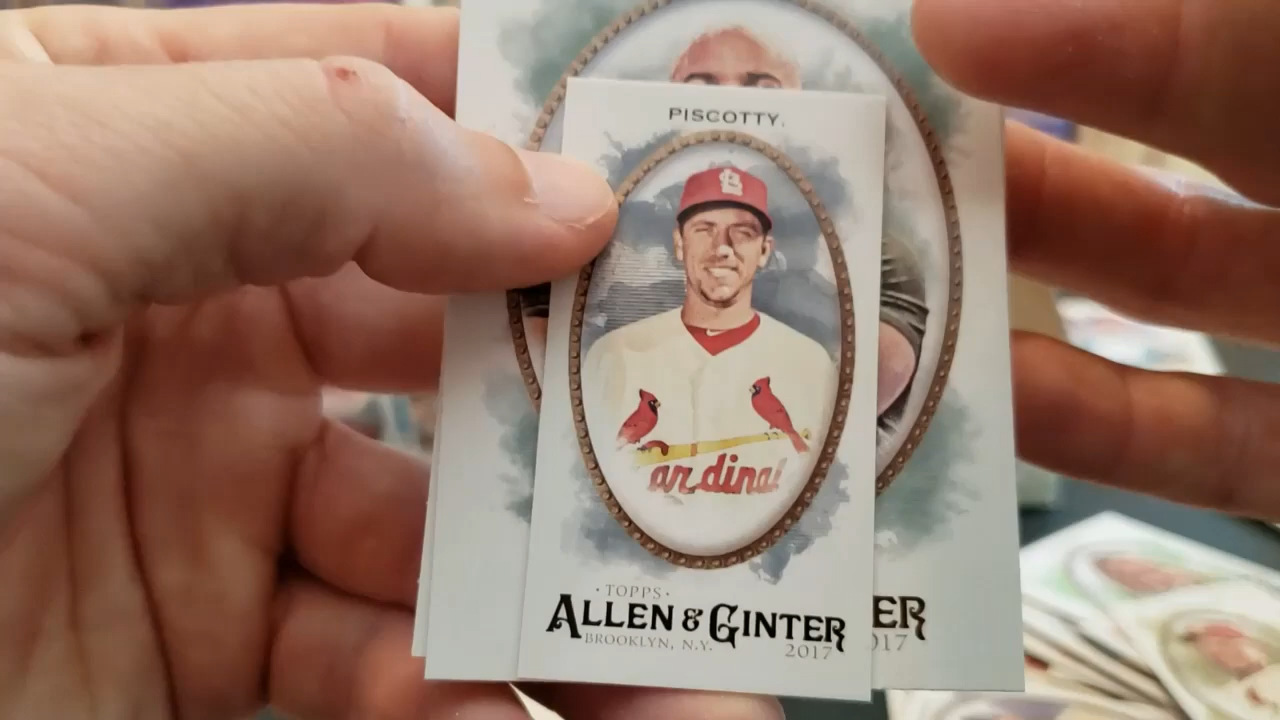 PISCOTTY.
ardinal
· TOPPS ·
ALLEN & GINTER
BROOKLYN, N.Y.
2017
ER
017